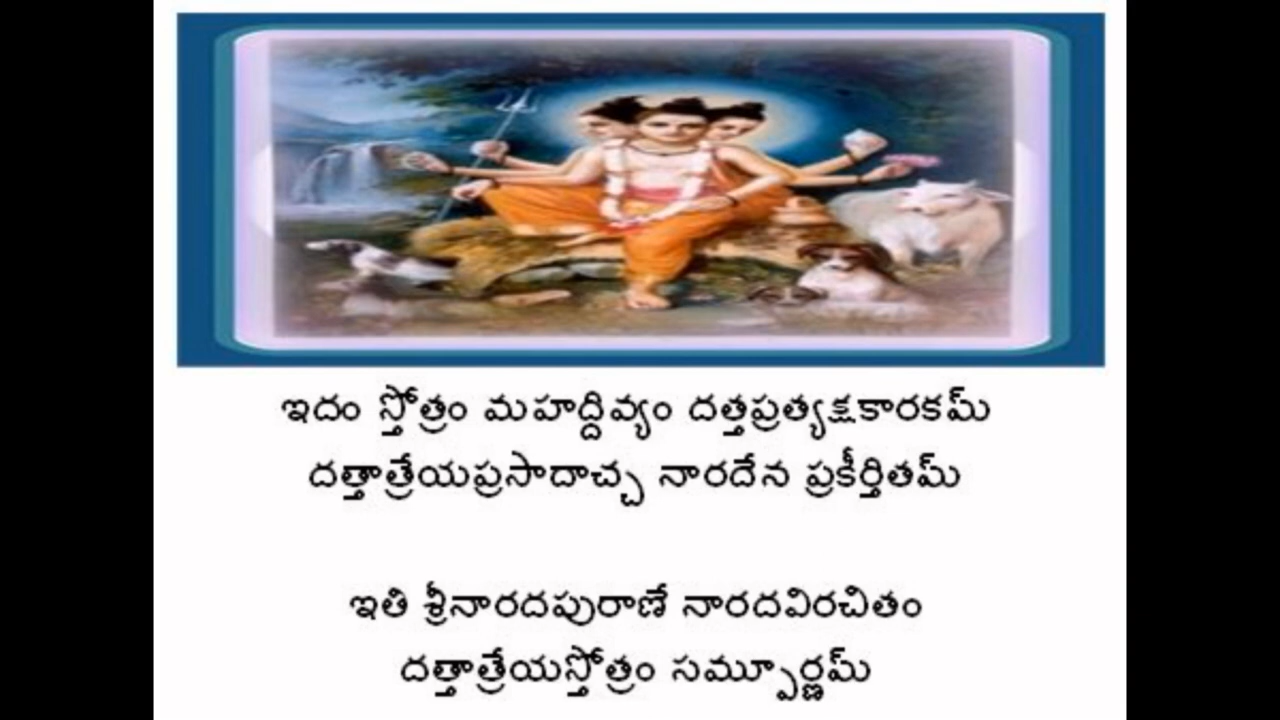 ఇదం స్తోత్రం మహద్దివ్యం దత్తప్రత్యక్షకారకమ్
దత్తాత్రేయప్రసాదాచ్చ నారదేన ప్రకీర్తితమ్
ఇతి శ్రీనారదపురాణే నారదవిరచితం
దత్తాత్రేయస్తోత్రం సమ్పూర్ణమ్